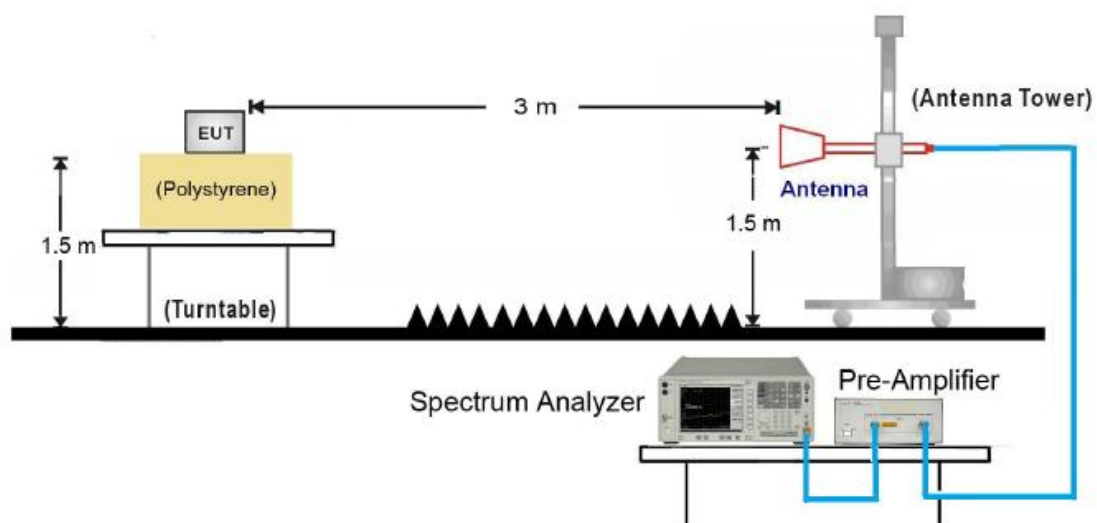 3 m
(Antenna Tower)
EUT
(Polystyrene)
Antenna
1.5 m
1.5 m
(Turntable)
Spectrum Analyzer
Pre-Amplifier